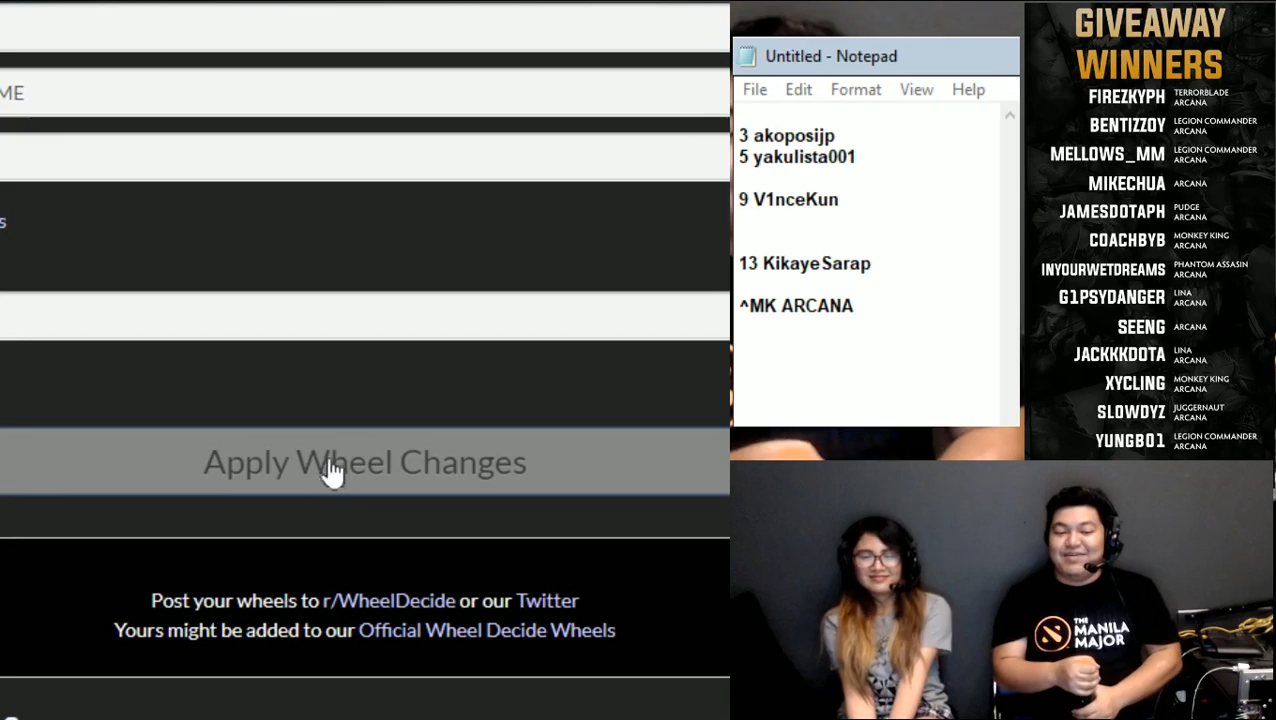 ME
s
Apply Wheel Changes
Post your wheels to r/WheelDecide or our Twitter
Yours might be added to our Official Wheel Decide Wheels
Untitled - Notepad
File Edit Format View Help
3 akoposijp
5 yakulista001
9 V1nceKun
13 KikayeSarap
^MK ARCANA
GIVEAWAY
WINNERS
FIREZKYPH TERRORBLADE ARCANA
BENTIZZOY LEGION COMMANDER ARCANA
MELLOWS_MM LEGION COMMANDER ARCANA
MIKECHUA ARCANA
JAMESDOTAPH PUDGE ARCANA
COACHBYB MONKEY KING ARCANA
INYOURWETDREAMS PHANTOM ASSASIN ARCANA
G1PSYDANGER LINA ARCANA
SEENG ARCANA
JACKKKDOTA LINA ARCANA
XYCLING MONKEY KING ARCANA
SLOWDYZ JUGGERNAUT ARCANA
YUNGBO1 LEGION COMMANDER ARCANA
THE
MANILA
MAJOR